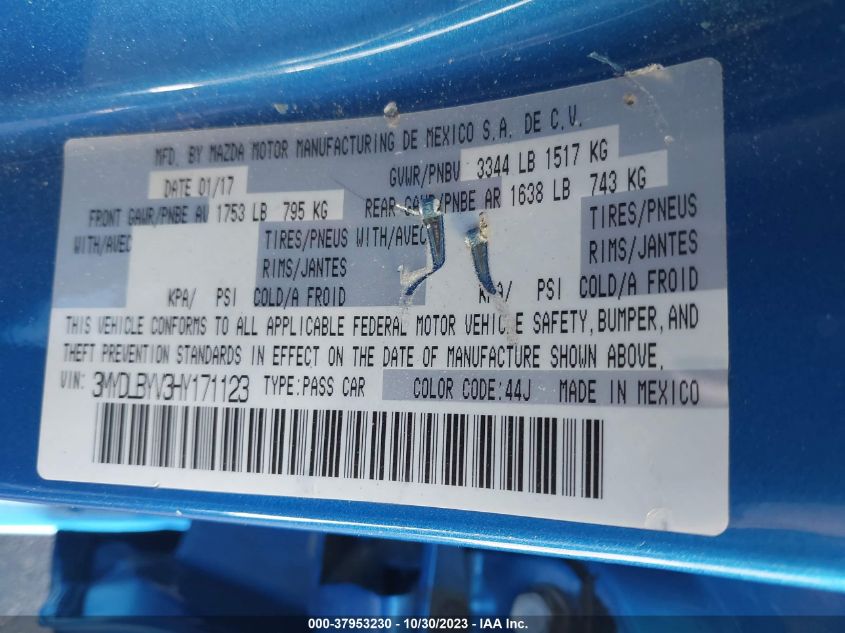 MFD. BY MAZDA MOTOR MANUFACTURING DE MEXICO S.A. DE C.V.
DATE 01/17 GVWR/PNBV 3344 LB 1517 KG
FRONT GAWR/PNBE AV 1753 LB 795 KG REAR GAWR/PNBE AR 1638 LB 743 KG
WITH/AVEC TIRES/PNEUS WITH/AVEC TIRES/PNEUS
RIMS/JANTES RIMS/JANTES
KPA/ PSI COLD/A FROID KPA/ PSI COLD/A FROID
THIS VEHICLE CONFORMS TO ALL APPLICABLE FEDERAL MOTOR VEHICLE SAFETY, BUMPER, AND
THEFT PREVENTION STANDARDS IN EFFECT ON THE DATE OF MANUFACTURE SHOWN ABOVE.
VIN: 3MYDLBYV3HY171123 TYPE:PASS CAR COLOR CODE:44J MADE IN MEXICO
000-37953230 - 10/30/2023 - IAA Inc.